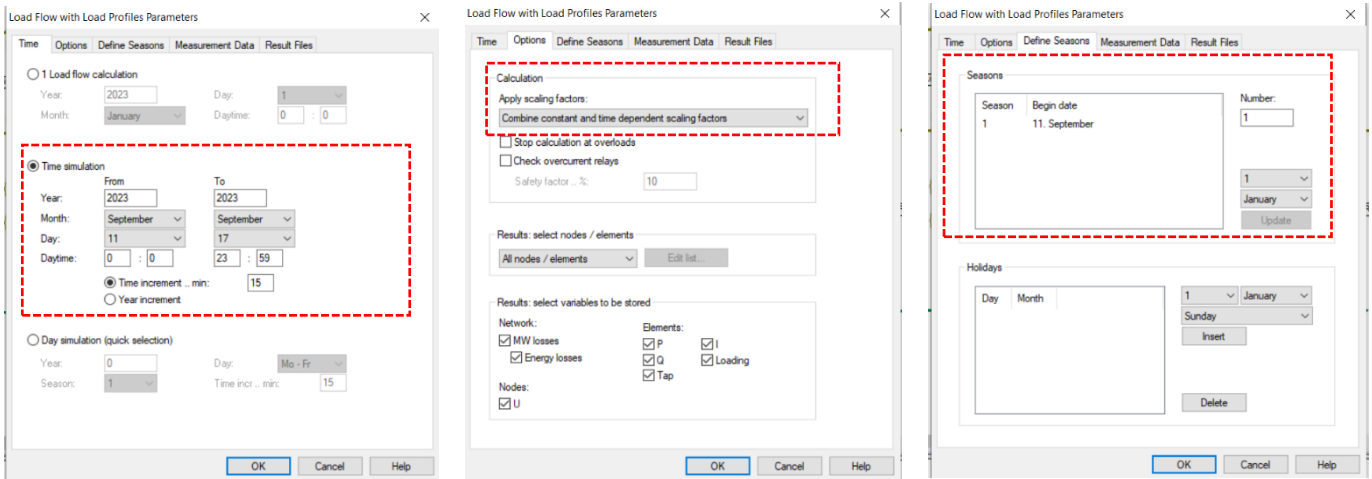 Load Flow with Load Profiles Parameters
Time Options Define Seasons Measurement Data Result Files
1 Load flow calculation
Year: 2023 Day: 1
Month: January Daytime: 0 : 0
Time simulation
From To
Year: 2023 2023
Month: September September
Day: 11 17
Daytime: 0 : 0 23 : 59
Time increment .. min: 15
Year increment
Day simulation (quick selection)
Year: 0 Day: Mo - Fr
Season: 1 Time incr .. min: 15
OK Cancel Help
Load Flow with Load Profiles Parameters
Time Options Define Seasons Measurement Data Result Files
Calculation
Apply scaling factors:
Combine constant and time dependent scaling factors
Stop calculation at overloads
Check overcurrent relays
Safety factor .. %: 10
Results: select nodes / elements
All nodes / elements Edit list...
Results: select variables to be stored
Network: Elements:
MW losses P I
Energy losses Q Loading
Tap
Nodes:
U
OK Cancel Help
Load Flow with Load Profiles Parameters
Time Options Define Seasons Measurement Data Result Files
Seasons
Season Begin date Number:
1 11. September 1
1
January
Update
Holidays
Day Month 1 January
Sunday
Insert
Delete
OK Cancel Help